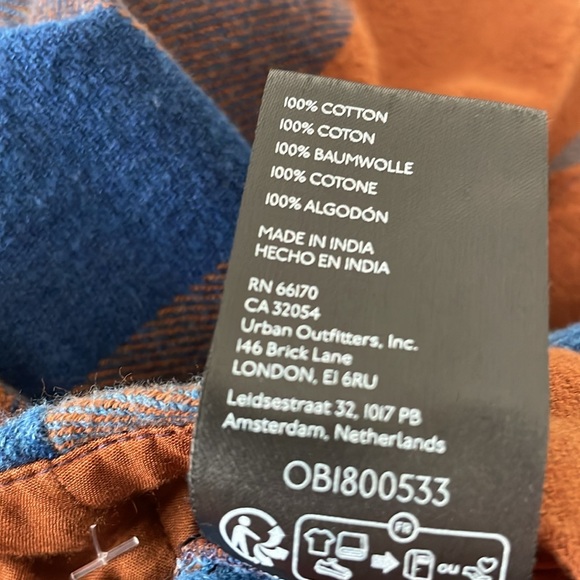 100% COTTON
100% COTON
100% BAUMWOLLE
100% COTONE
100% ALGODÓN
MADE IN INDIA
HECHO EN INDIA
RN 66170
CA 32054
Urban Outfitters, Inc.
146 Brick Lane
LONDON, E1 6RU
Leidsestraat 32, 1017 PB
Amsterdam, Netherlands
OB1800533
FR
OU